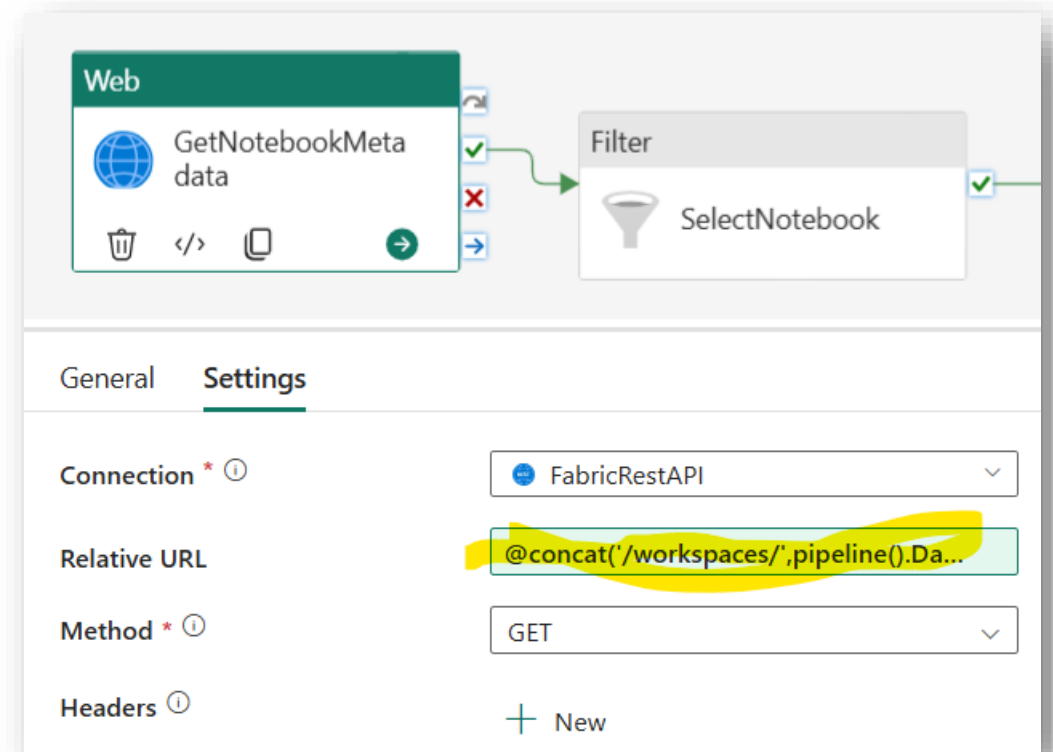 Web
GetNotebookMeta
data
Filter
SelectNotebook
General Settings
Connection *
FabricRestAPI
Relative URL
@concat('/workspaces/',pipeline().Da...
Method *
GET
Headers
+ New